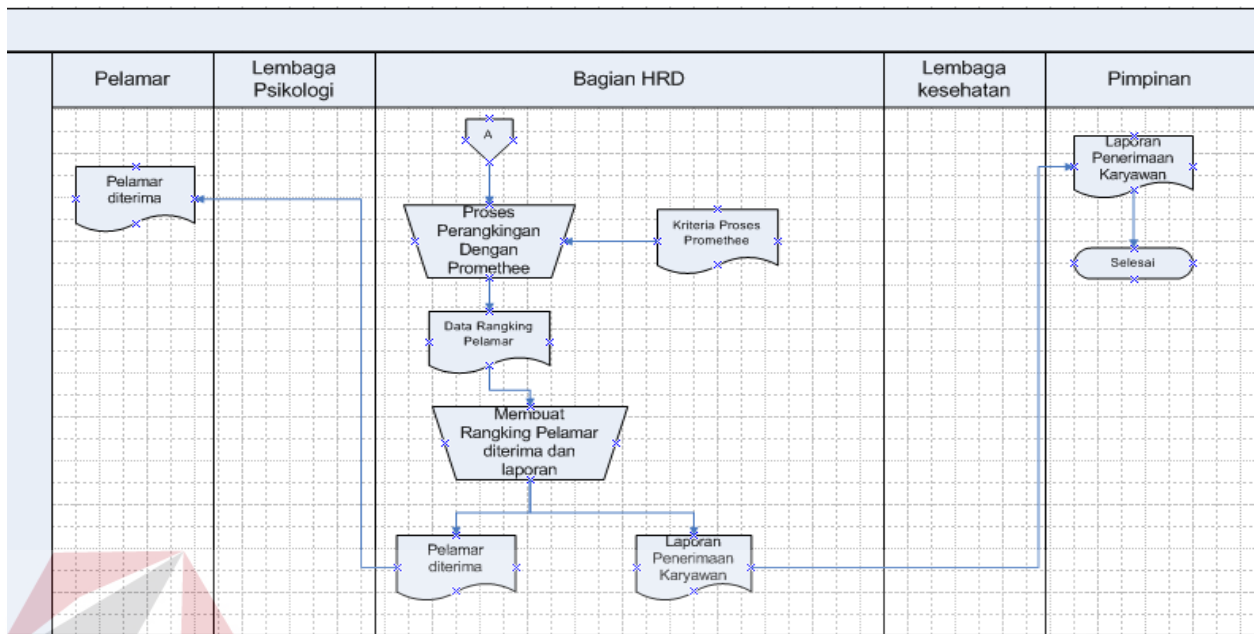 Pelamar
Lembaga
Psikologi
Bagian HRD
Lembaga
kesehatan
Pimpinan
A
Laporan
Penerimaan
Karyawan
Pelamar
diterima
Proses
Perangkingan
Dengan
Promethee
Kriteria Proses
Promethee
Selesai
Data Rangking
Pelamar
Membuat
Rangking Pelamar
diterima dan
laporan
Pelamar
diterima
Laporan
Penerimaan
Karyawan